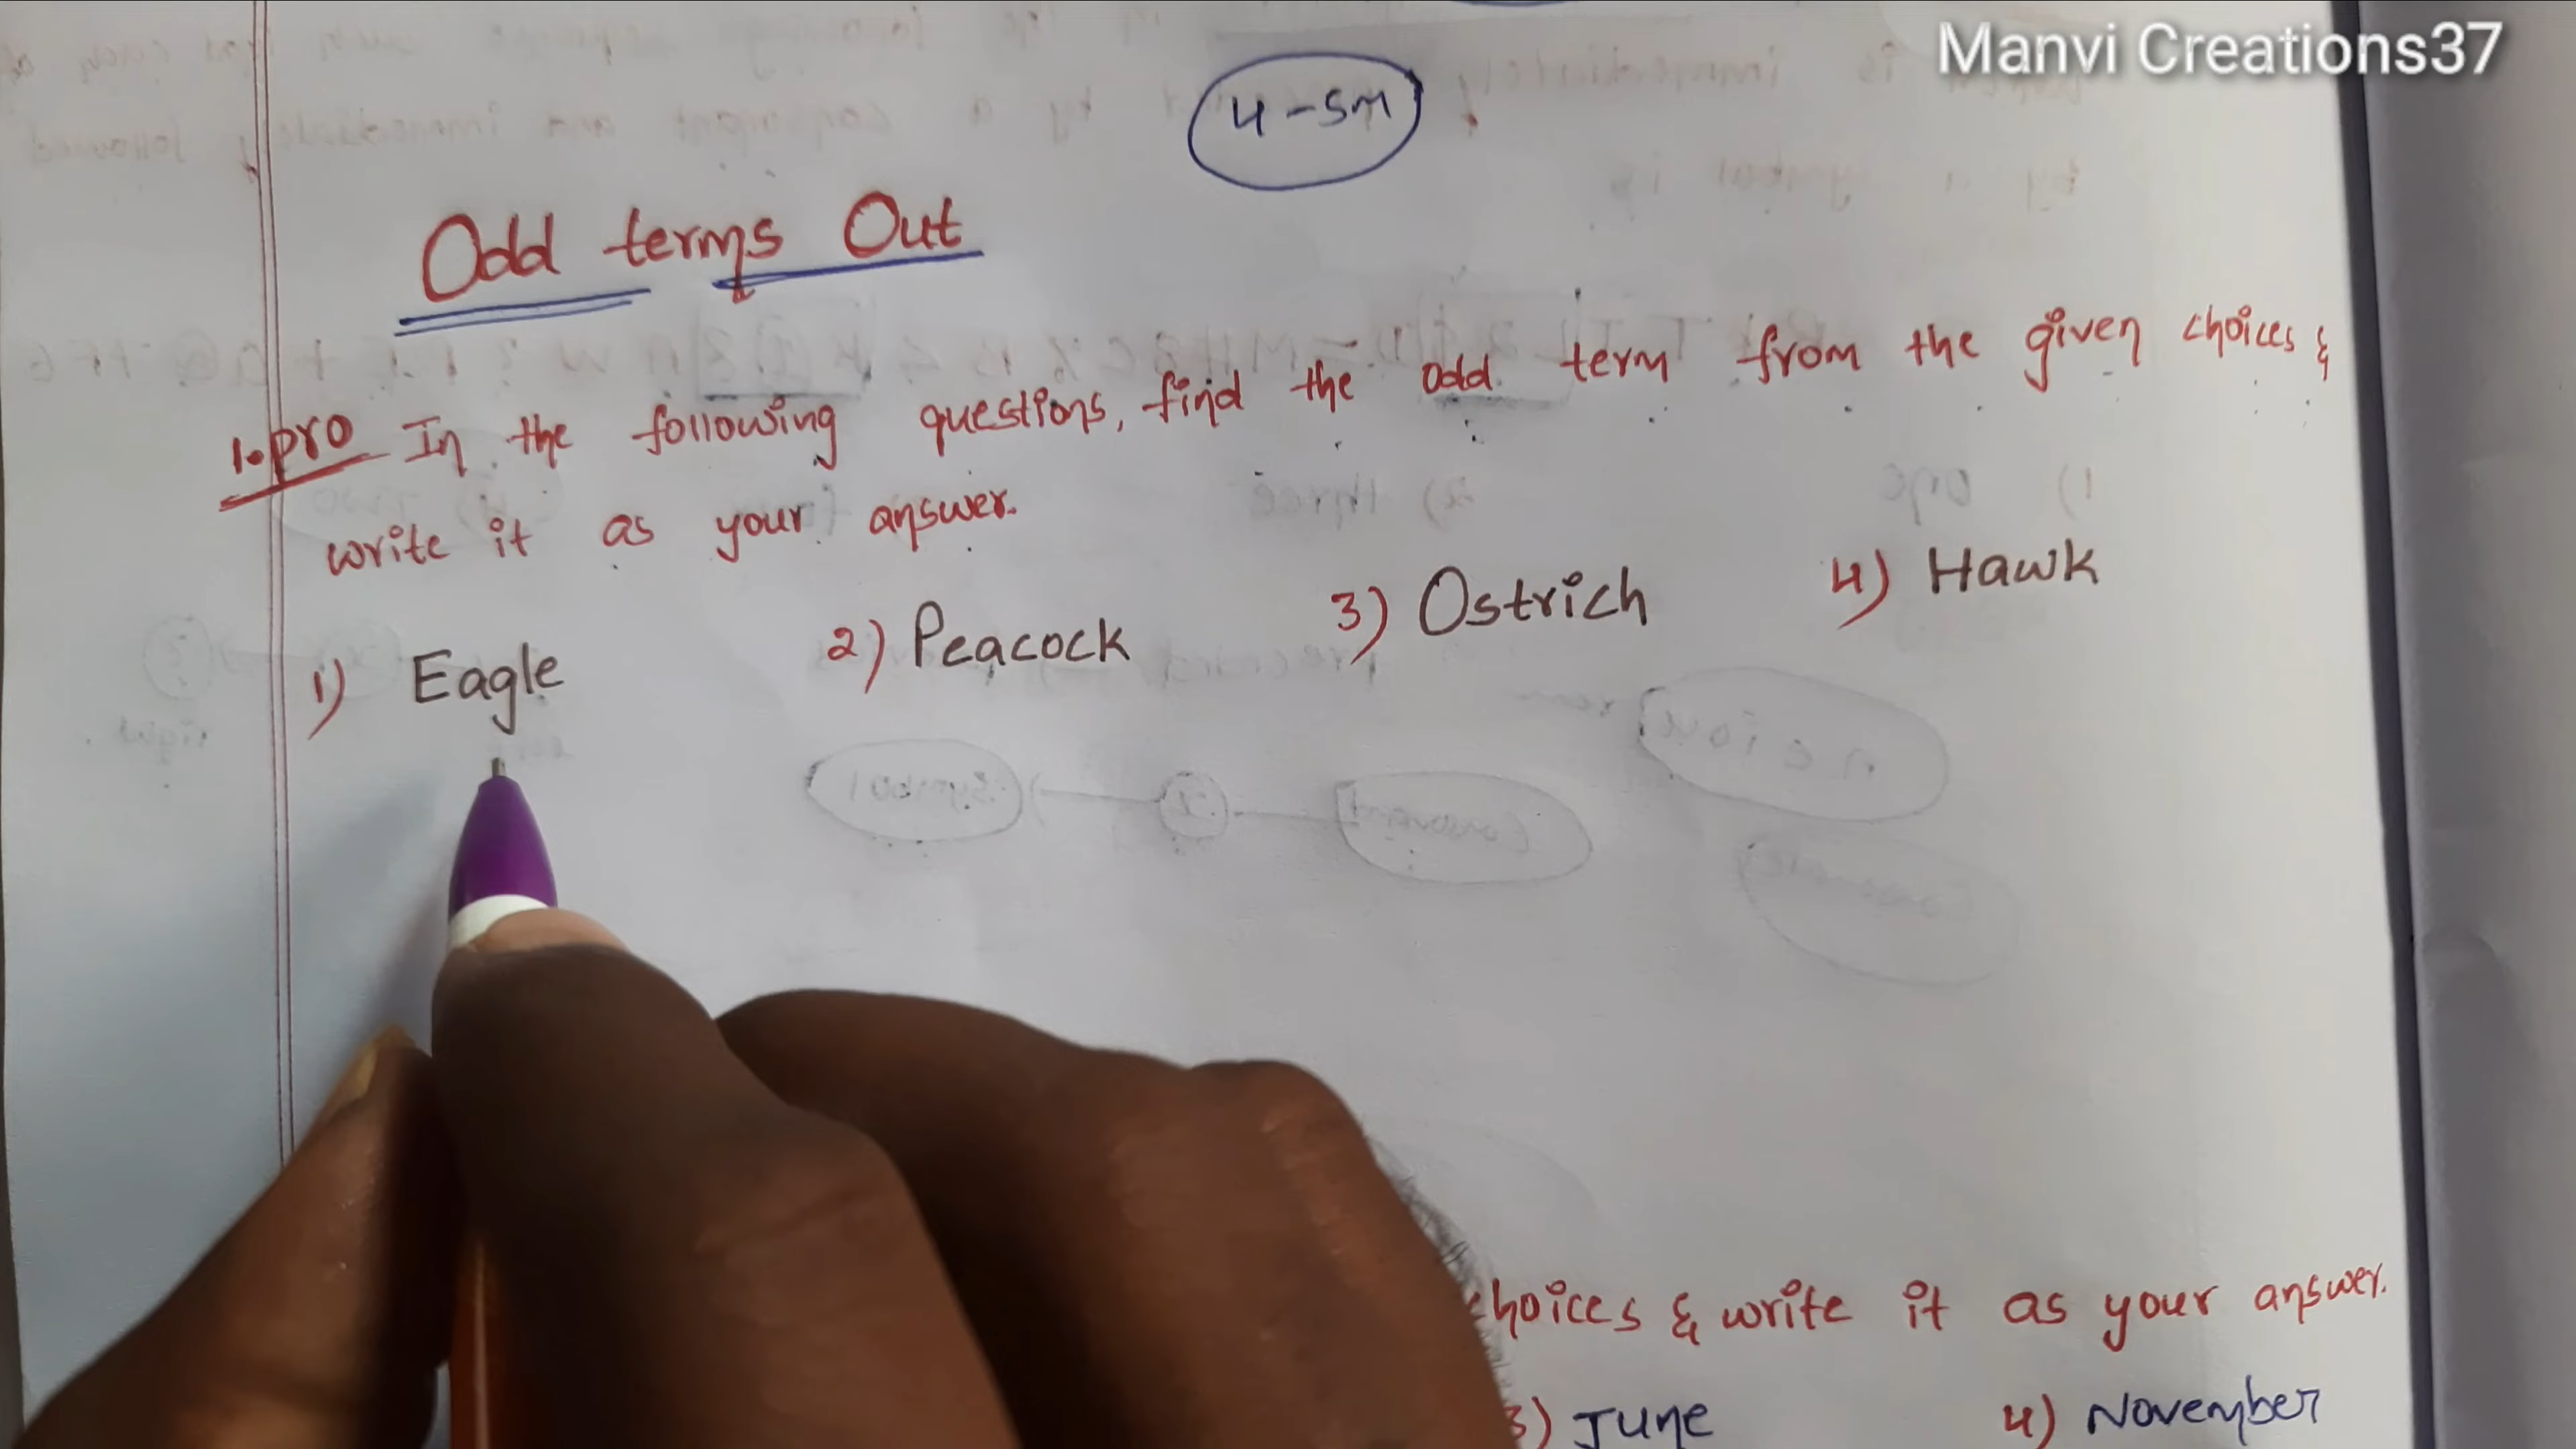 Manvi Creations37
4-5M
Odd terms Out
1.pro In the following questions, find the odd term from the given choices &
write it as your answer.
1) Eagle 2) Peacock 3) Ostrich 4) Hawk
choices & write it as your answer.
3) June 4) November